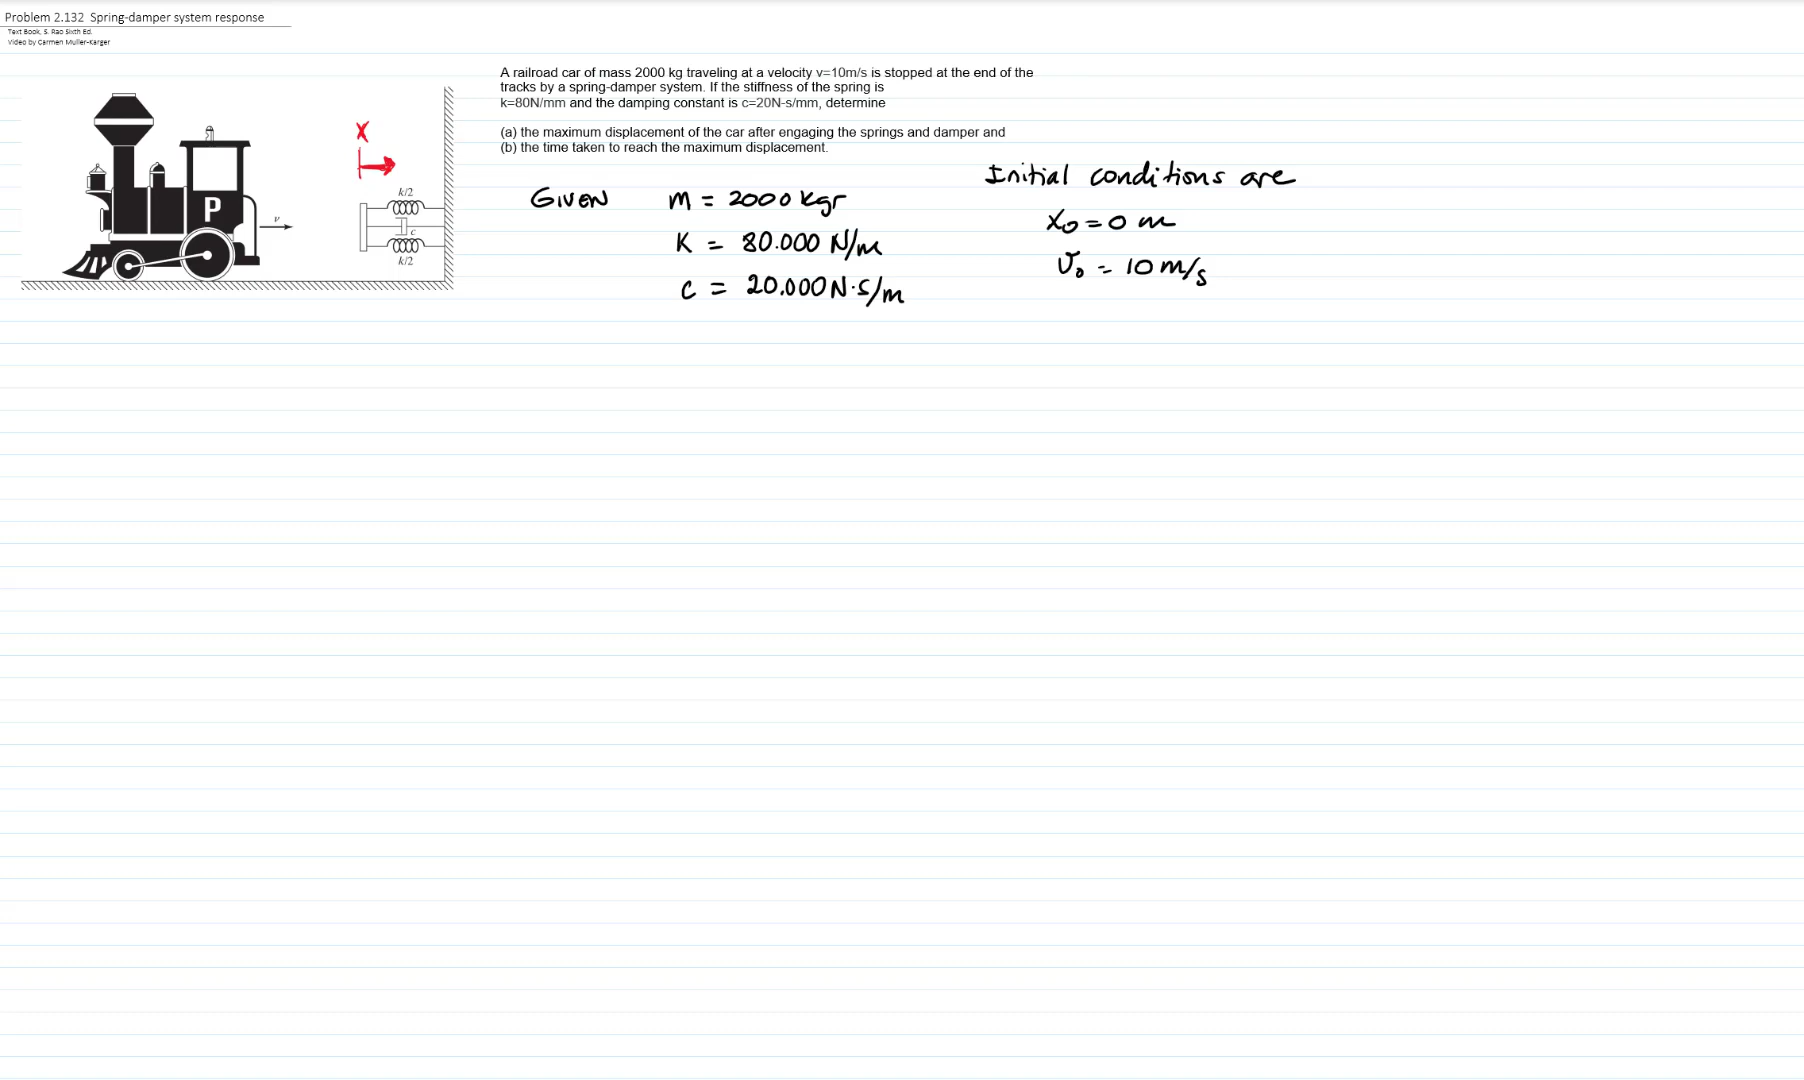 Problem 2.132 Spring-damper system response
Text Book, S. Rao Sixth Ed.
Video by Carmen Muller-Karger
A railroad car of mass 2000 kg traveling at a velocity v=10m/s is stopped at the end of the
tracks by a spring-damper system. If the stiffness of the spring is
k=80N/mm and the damping constant is c=20N-s/mm, determine
(a) the maximum displacement of the car after engaging the springs and damper and
(b) the time taken to reach the maximum displacement.
X
k/2
c
k/2
v
P
GIVEN m = 2000 kgr
K = 80.000 N/m
c = 20.000 N·s/m
Initial conditions are
x₀ = 0 m
v₀ = 10 m/s